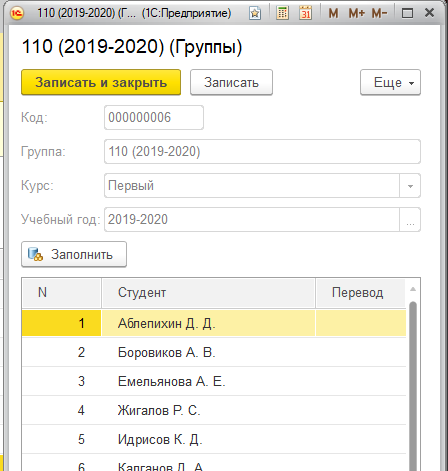 110 (2019-2020) (Г... (1С:Предприятие)
M M+ M-
110 (2019-2020) (Группы)
Записать и закрыть Записать Еще
Код: 000000006
Группа: 110 (2019-2020)
Курс: Первый
Учебный год: 2019-2020 ...
Заполнить
N Студент Перевод
1 Аблепихин Д. Д.
2 Боровиков А. В.
3 Емельянова А. Е.
4 Жигалов Р. С.
5 Идрисов К. Д.
6 Калганов Д. А.